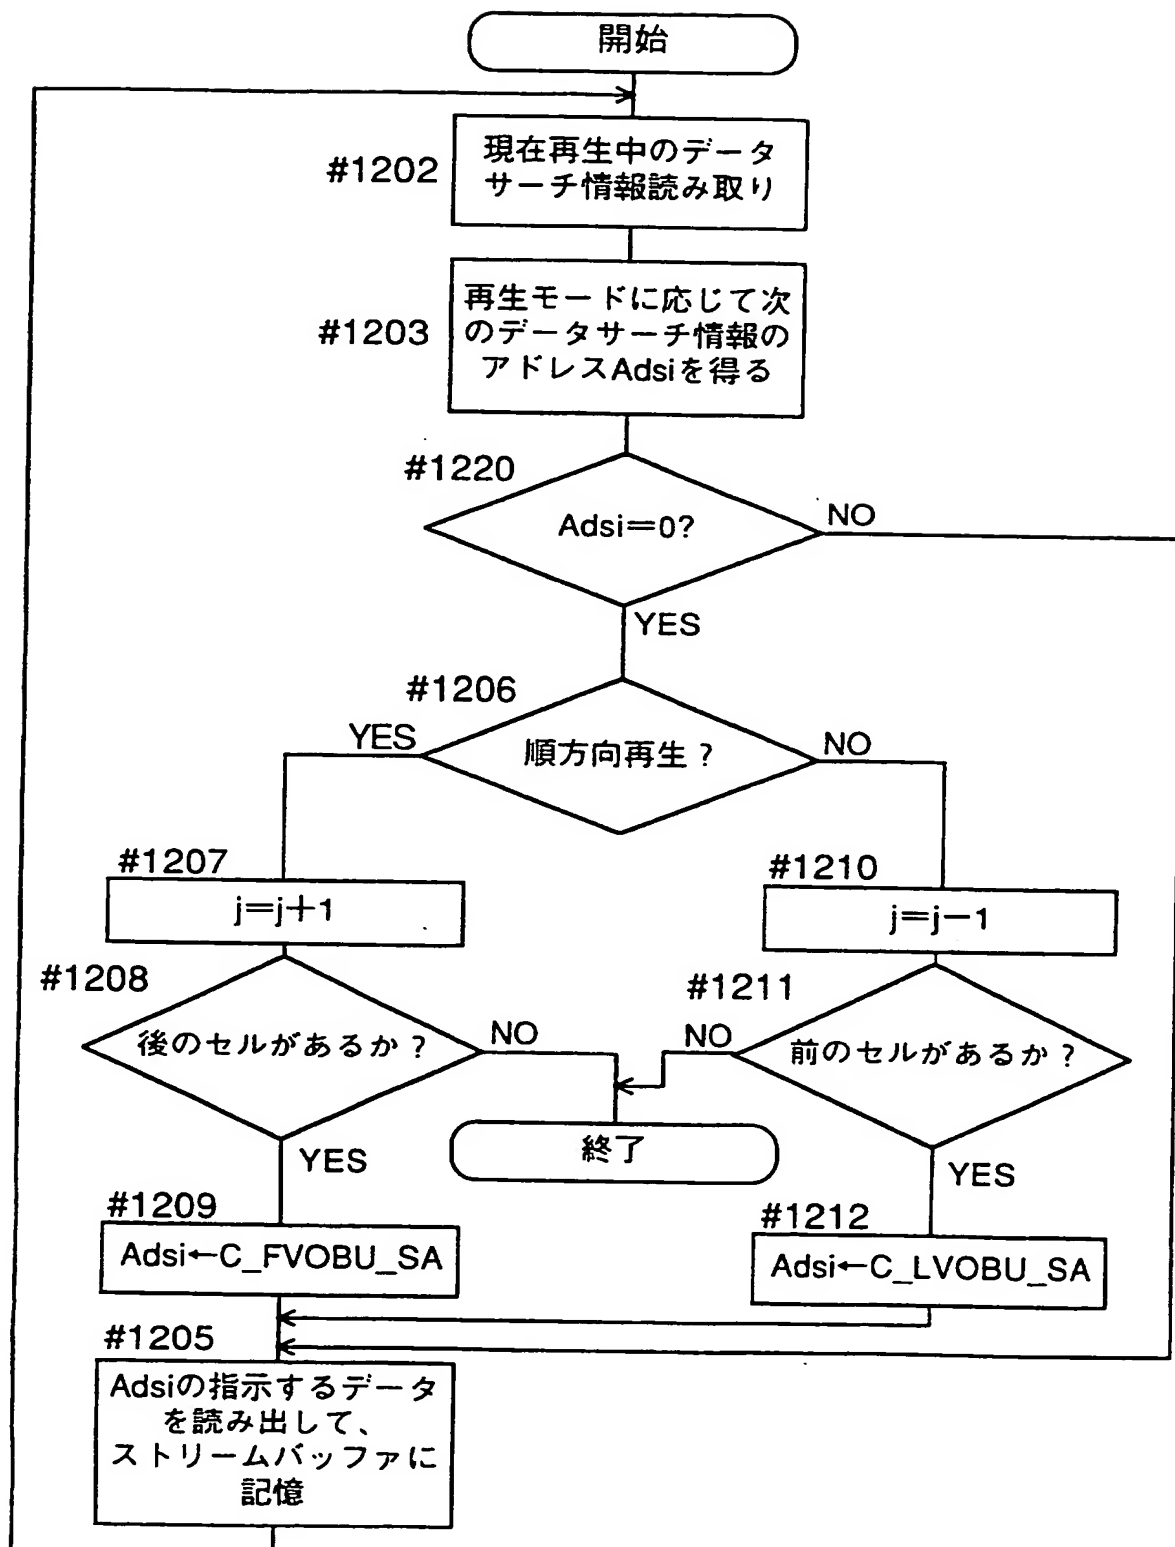 開始
#1202
現在再生中のデータ
サーチ情報読み取り
#1203
再生モードに応じて次
のデータサーチ情報の
アドレスAdsiを得る
#1220
Adsi=0?
NO
YES
#1206
YES
順方向再生?
NO
#1207
j=j+1
#1210
j=j-1
#1208
後のセルがあるか?
NO
#1211
NO
前のセルがあるか?
終了
YES
YES
#1209
Adsi←C_FVOBU_SA
#1212
Adsi←C_LVOBU_SA
#1205
Adsiの指示するデータ
を読み出して、
ストリームバッファに
記憶